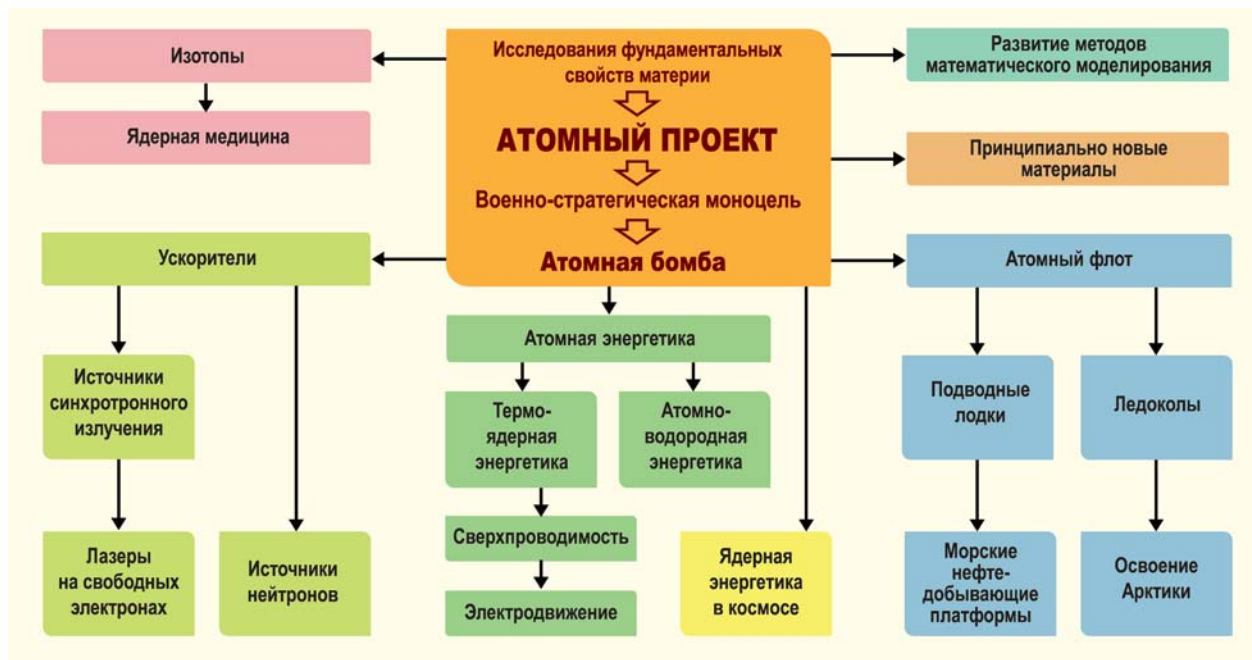 Изотопы
Ядерная медицина
Исследования фундаментальных
свойств материи
АТОМНЫЙ ПРОЕКТ
Военно-стратегическая моноцель
Атомная бомба
Развитие методов
математического моделирования
Принципиально новые
материалы
Ускорители
Источники
синхротронного
излучения
Лазеры
на свободных
электронах
Источники
нейтронов
Атомная энергетика
Термо-
ядерная
энергетика
Атомно-
водородная
энергетика
Сверхпроводимость
Электродвижение
Ядерная
энергетика
в космосе
Атомный флот
Подводные
лодки
Ледоколы
Морские
нефте-
добывающие
платформы
Освоение
Арктики